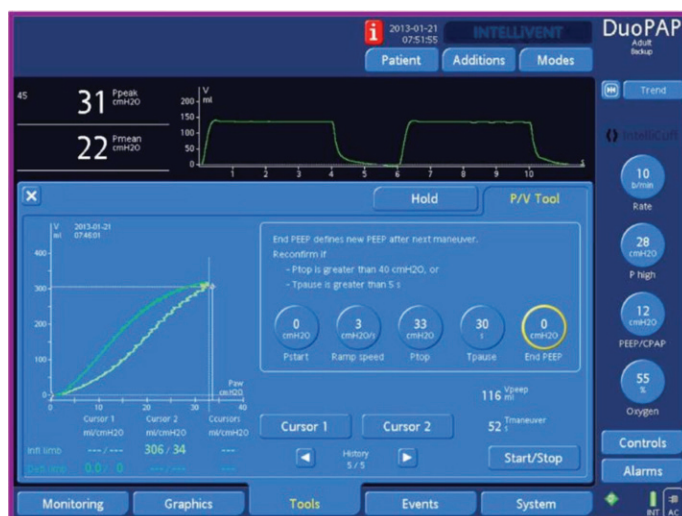 2013-01-21
07:51:55
INTELLIVENT
DuoPAP
Adult
Backup
Patient
Additions
Modes
45
31
Ppeak
cmH2O
22
Pmean
cmH2O
V
ml
200
150
100
50
0
1 2 3 4 5 6 7 8 9 10 s
Trend
IntelliCuff
10
b/min
Rate
28
cmH2O
P high
12
cmH2O
PEEP/CPAP
55
%
Oxygen
Controls
Alarms
INT AC
Hold
P/V Tool
V
ml
2013-01-21
07:46:01
400
300
200
100
0
0 10 20 30 40
Paw
cmH2O
End PEEP defines new PEEP after next maneuver.
Reconfirm if
- Ptop is greater than 40 cmH2O, or
- Tpause is greater than 5 s
0
cmH2O
Pstart
3
cmH2O/s
Ramp speed
33
cmH2O
Ptop
30
s
Tpause
0
cmH2O
End PEEP
116 Vpeep
ml
52 Tmaneuver
s
Cursor 1 Cursor 2 Ccursors
ml/cmH2O ml/cmH2O ml/cmH2O
Infl limb ---/--- 306 / 34 ---
Defl limb 0.0 / 0 ---/--- ---
Cursor 1
Cursor 2
History
5 / 5
Start/Stop
Monitoring
Graphics
Tools
Events
System